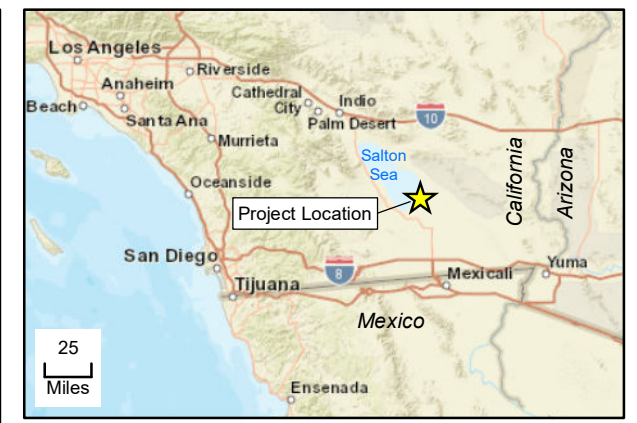 Los Angeles
Riverside
Anaheim
Cathedral
City
Indio
Beach
Santa Ana
Palm Desert
10
Murrieta
Salton
Sea
California
Arizona
Oceanside
Project Location
San Diego
8
Yuma
Mexicali
Tijuana
Mexico
25
Miles
Ensenada